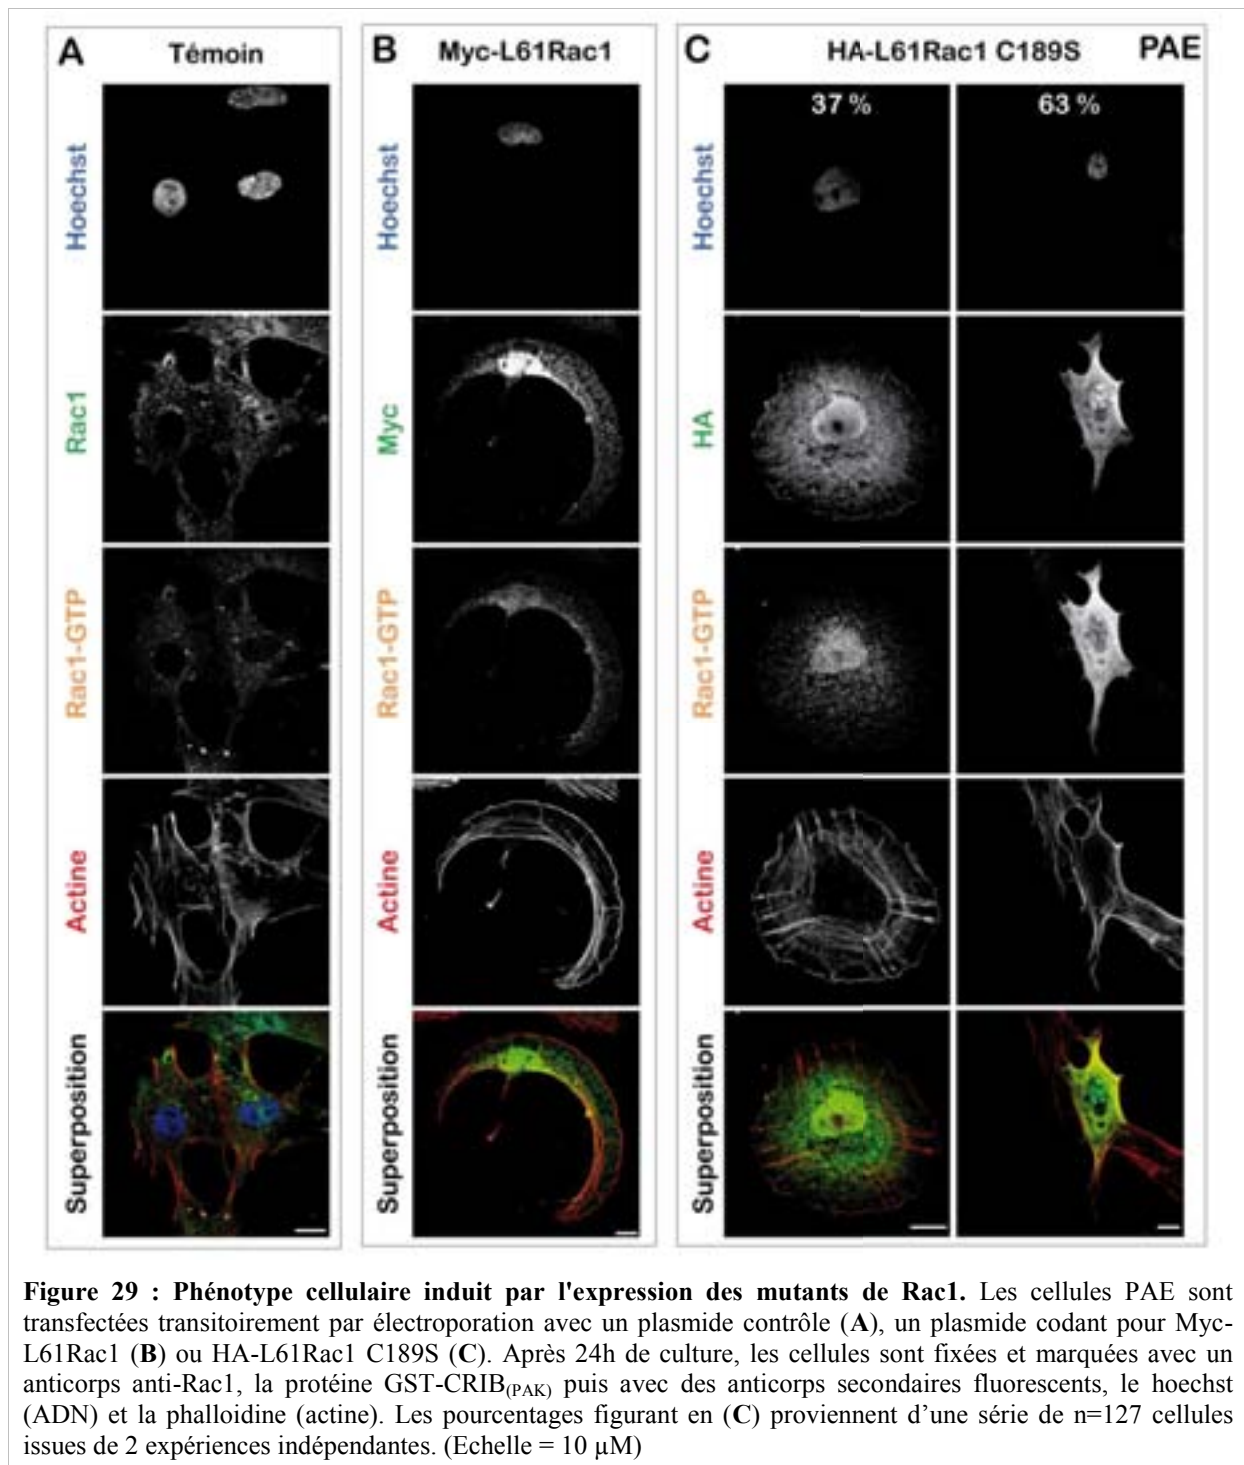 A
Témoin
B
Myc-L61Rac1
C
HA-L61Rac1 C189S
PAE
37 %
63 %
Hoechst
Hoechst
Hoechst
Rac1
Myc
HA
Rac1-GTP
Rac1-GTP
Rac1-GTP
Actine
Actine
Actine
Superposition
Superposition
Superposition
Figure 29 : Phénotype cellulaire induit par l'expression des mutants de Rac1. Les cellules PAE sont
transfectées transitoirement par électroporation avec un plasmide contrôle (A), un plasmide codant pour Myc-
L61Rac1 (B) ou HA-L61Rac1 C189S (C). Après 24h de culture, les cellules sont fixées et marquées avec un
anticorps anti-Rac1, la protéine GST-CRIB(PAK) puis avec des anticorps secondaires fluorescents, le hoechst
(ADN) et la phalloidine (actine). Les pourcentages figurant en (C) proviennent d’une série de n=127 cellules
issues de 2 expériences indépendantes. (Echelle = 10 µM)